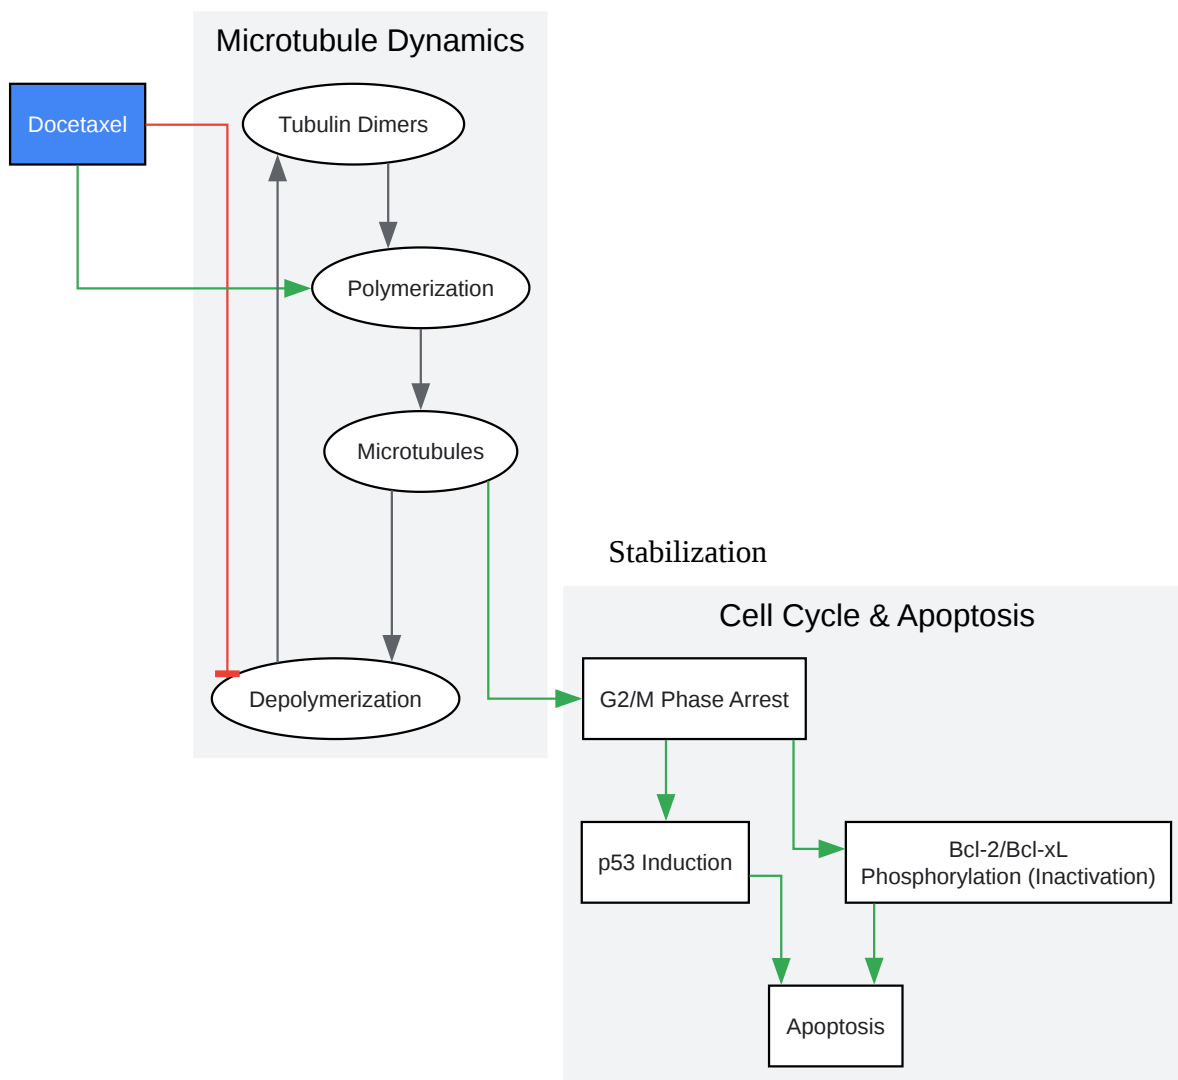 Microtubule Dynamics
Docetaxel
Tubulin Dimers
Polymerization
Microtubules
Depolymerization
Stabilization
Cell Cycle & Apoptosis
G2/M Phase Arrest
p53 Induction
Bcl-2/Bcl-xL
Phosphorylation (Inactivation)
Apoptosis